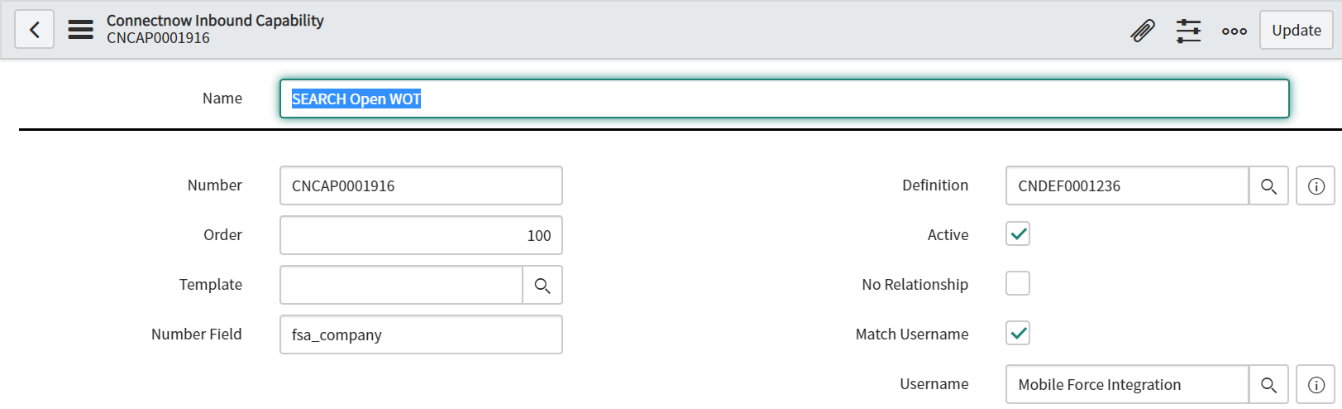 Connectnow Inbound Capability
CNCAP0001916
Update
Name SEARCH Open WOT
Number CNCAP0001916 Definition CNDEF0001236
Order 100 Active
Template No Relationship
Number Field fsa_company Match Username
Username Mobile Force Integration